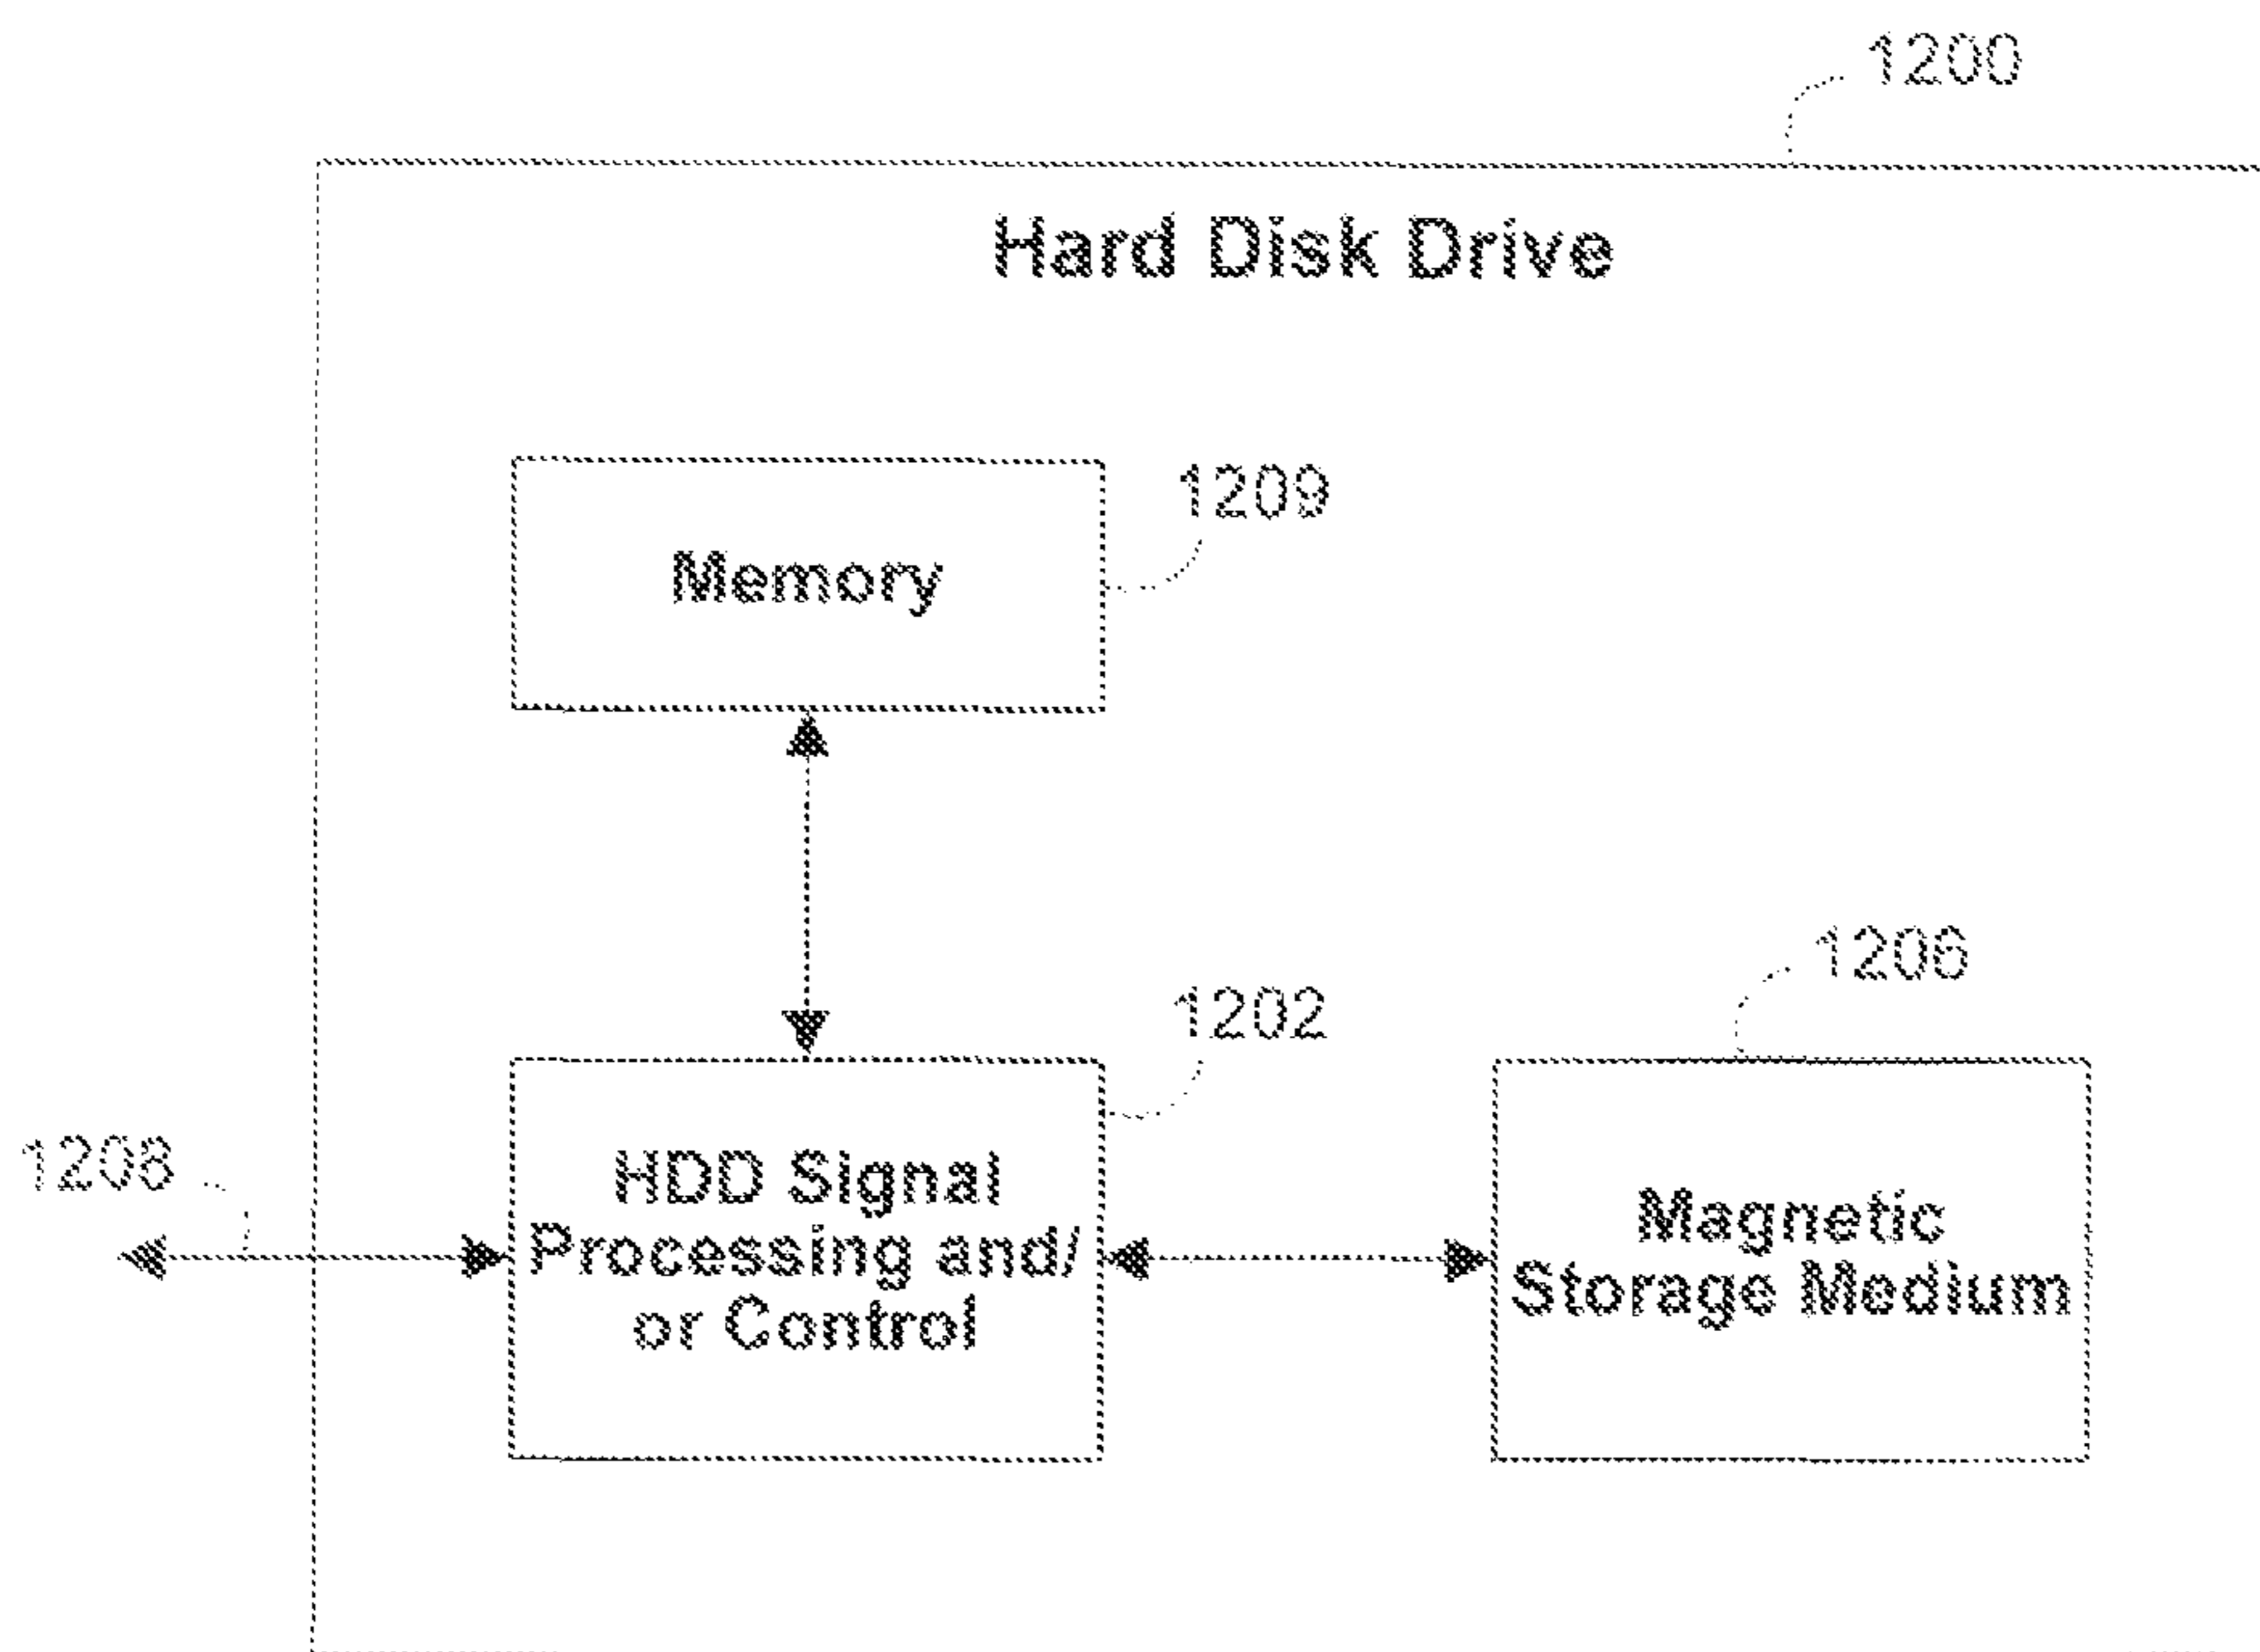 1200
Hard Disk Drive
1209
Memory
1206
1202
1208
HDD Signal
Processing and/
or Control
Magnetic
Storage Medium